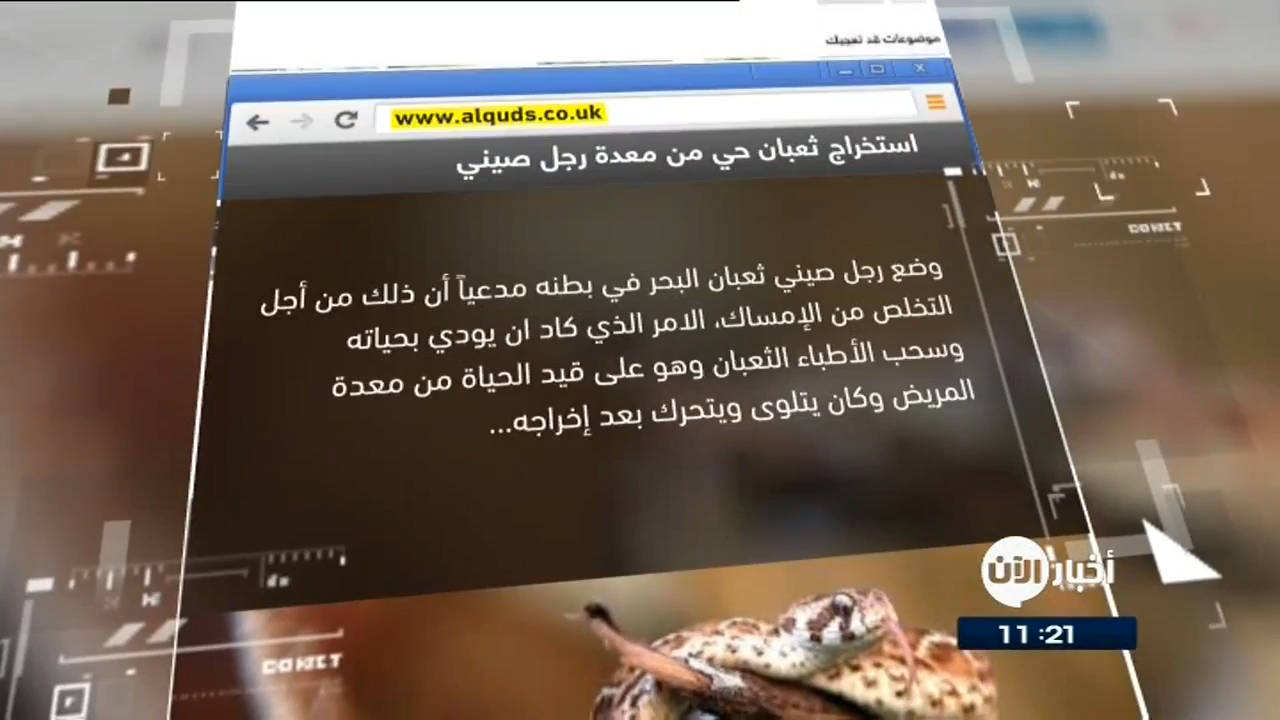 موضوعات قد تعجبك
www.alquds.co.uk
استخراج ثعبان حي من معدة رجل صيني
وضع رجل صيني ثعبان البحر في بطنه مدعياً أن ذلك من أجل
التخلص من الإمساك، الامر الذي كاد ان يودي بحياته
وسحب الأطباء الثعبان وهو على قيد الحياة من معدة
المريض وكان يتلوى ويتحرك بعد إخراجه...
أخبار الآن
11:21